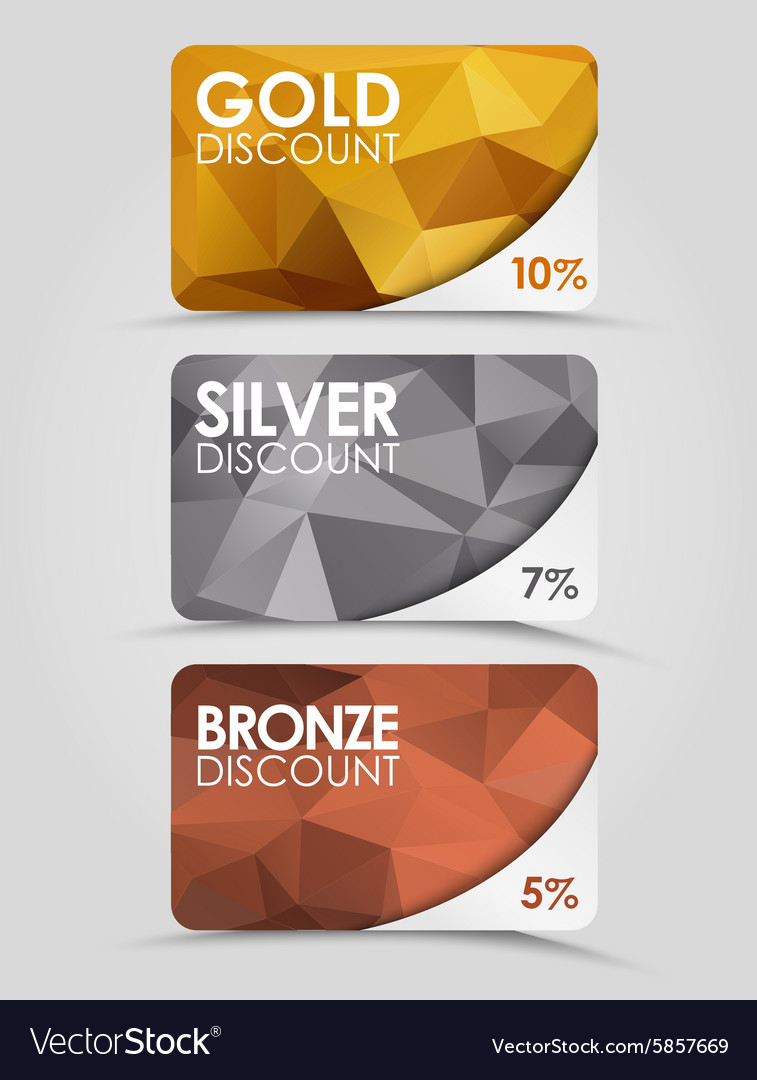 GOLD
DISCOUNT
10%
SILVER
DISCOUNT
7%
BRONZE
DISCOUNT
5%
VectorStock®
VectorStock.com/5857669